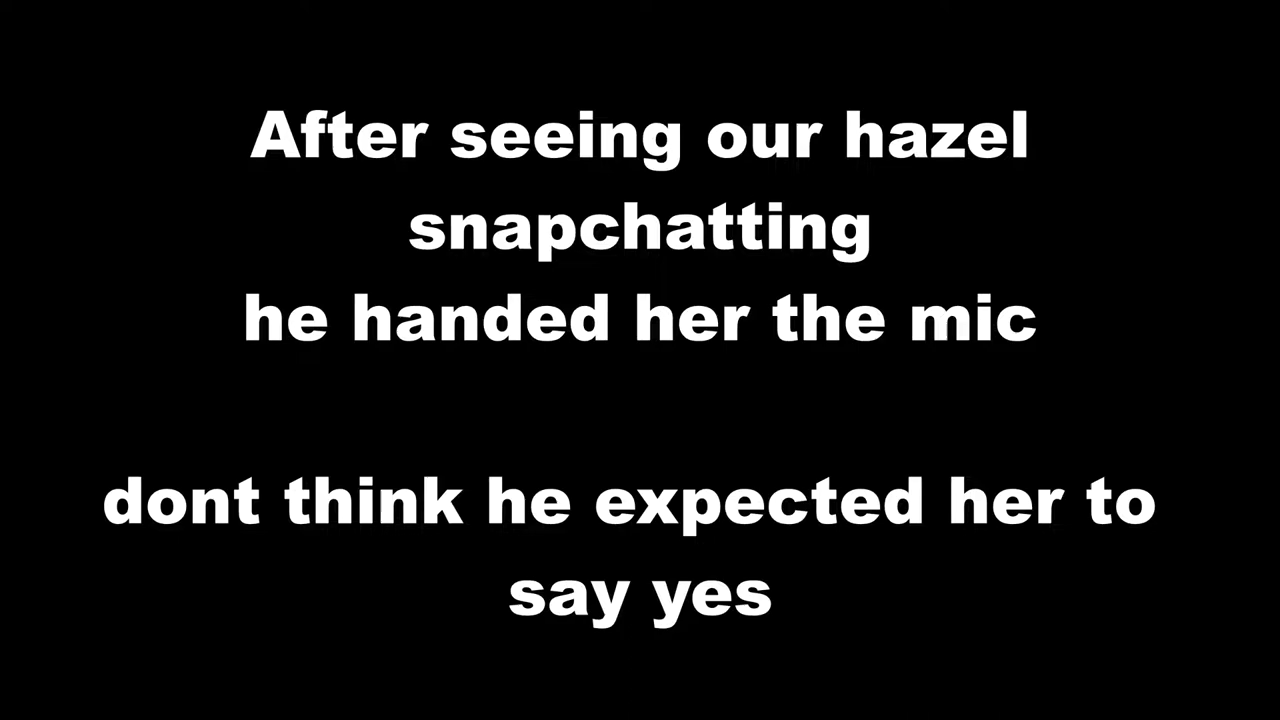 After seeing our hazel
snapchatting
he handed her the mic
dont think he expected her to
say yes